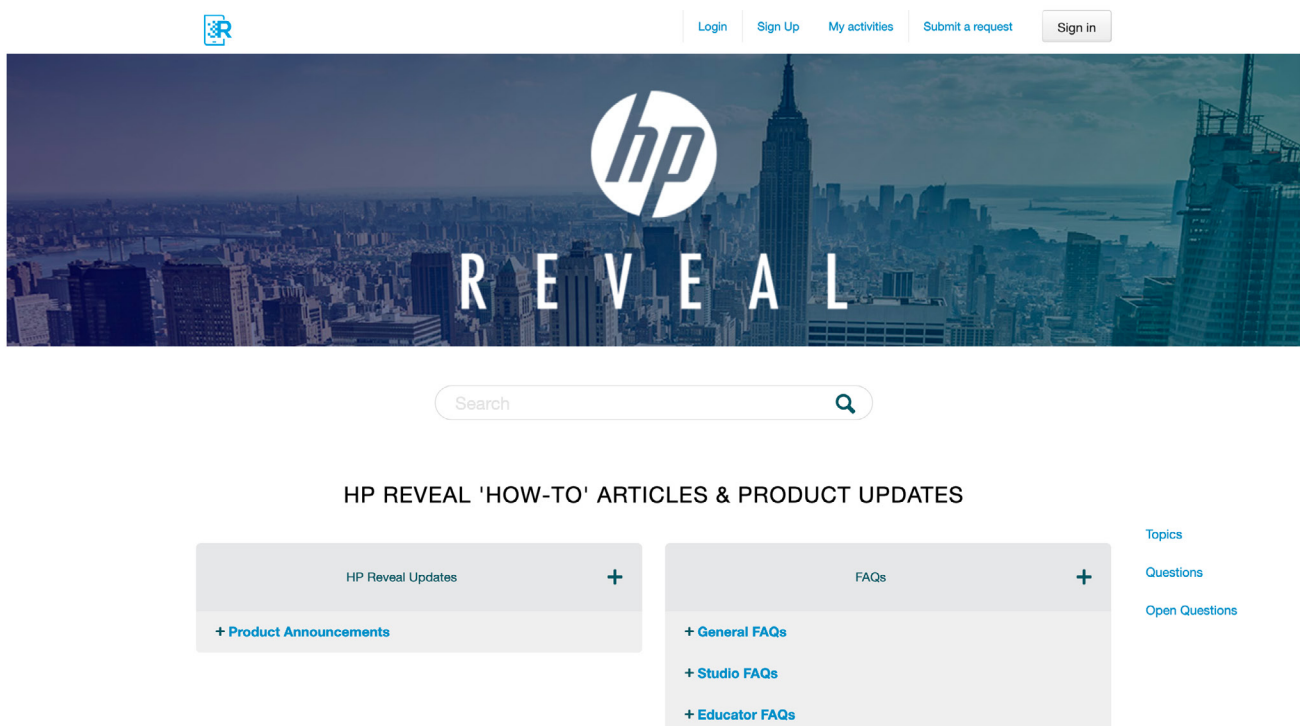 R
Login Sign Up My activities Submit a request Sign in
hp
REVEAL
Search
HP REVEAL 'HOW-TO' ARTICLES & PRODUCT UPDATES
Topics
Questions
Open Questions
HP Reveal Updates +
+ Product Announcements
FAQs +
+ General FAQs
+ Studio FAQs
+ Educator FAQs